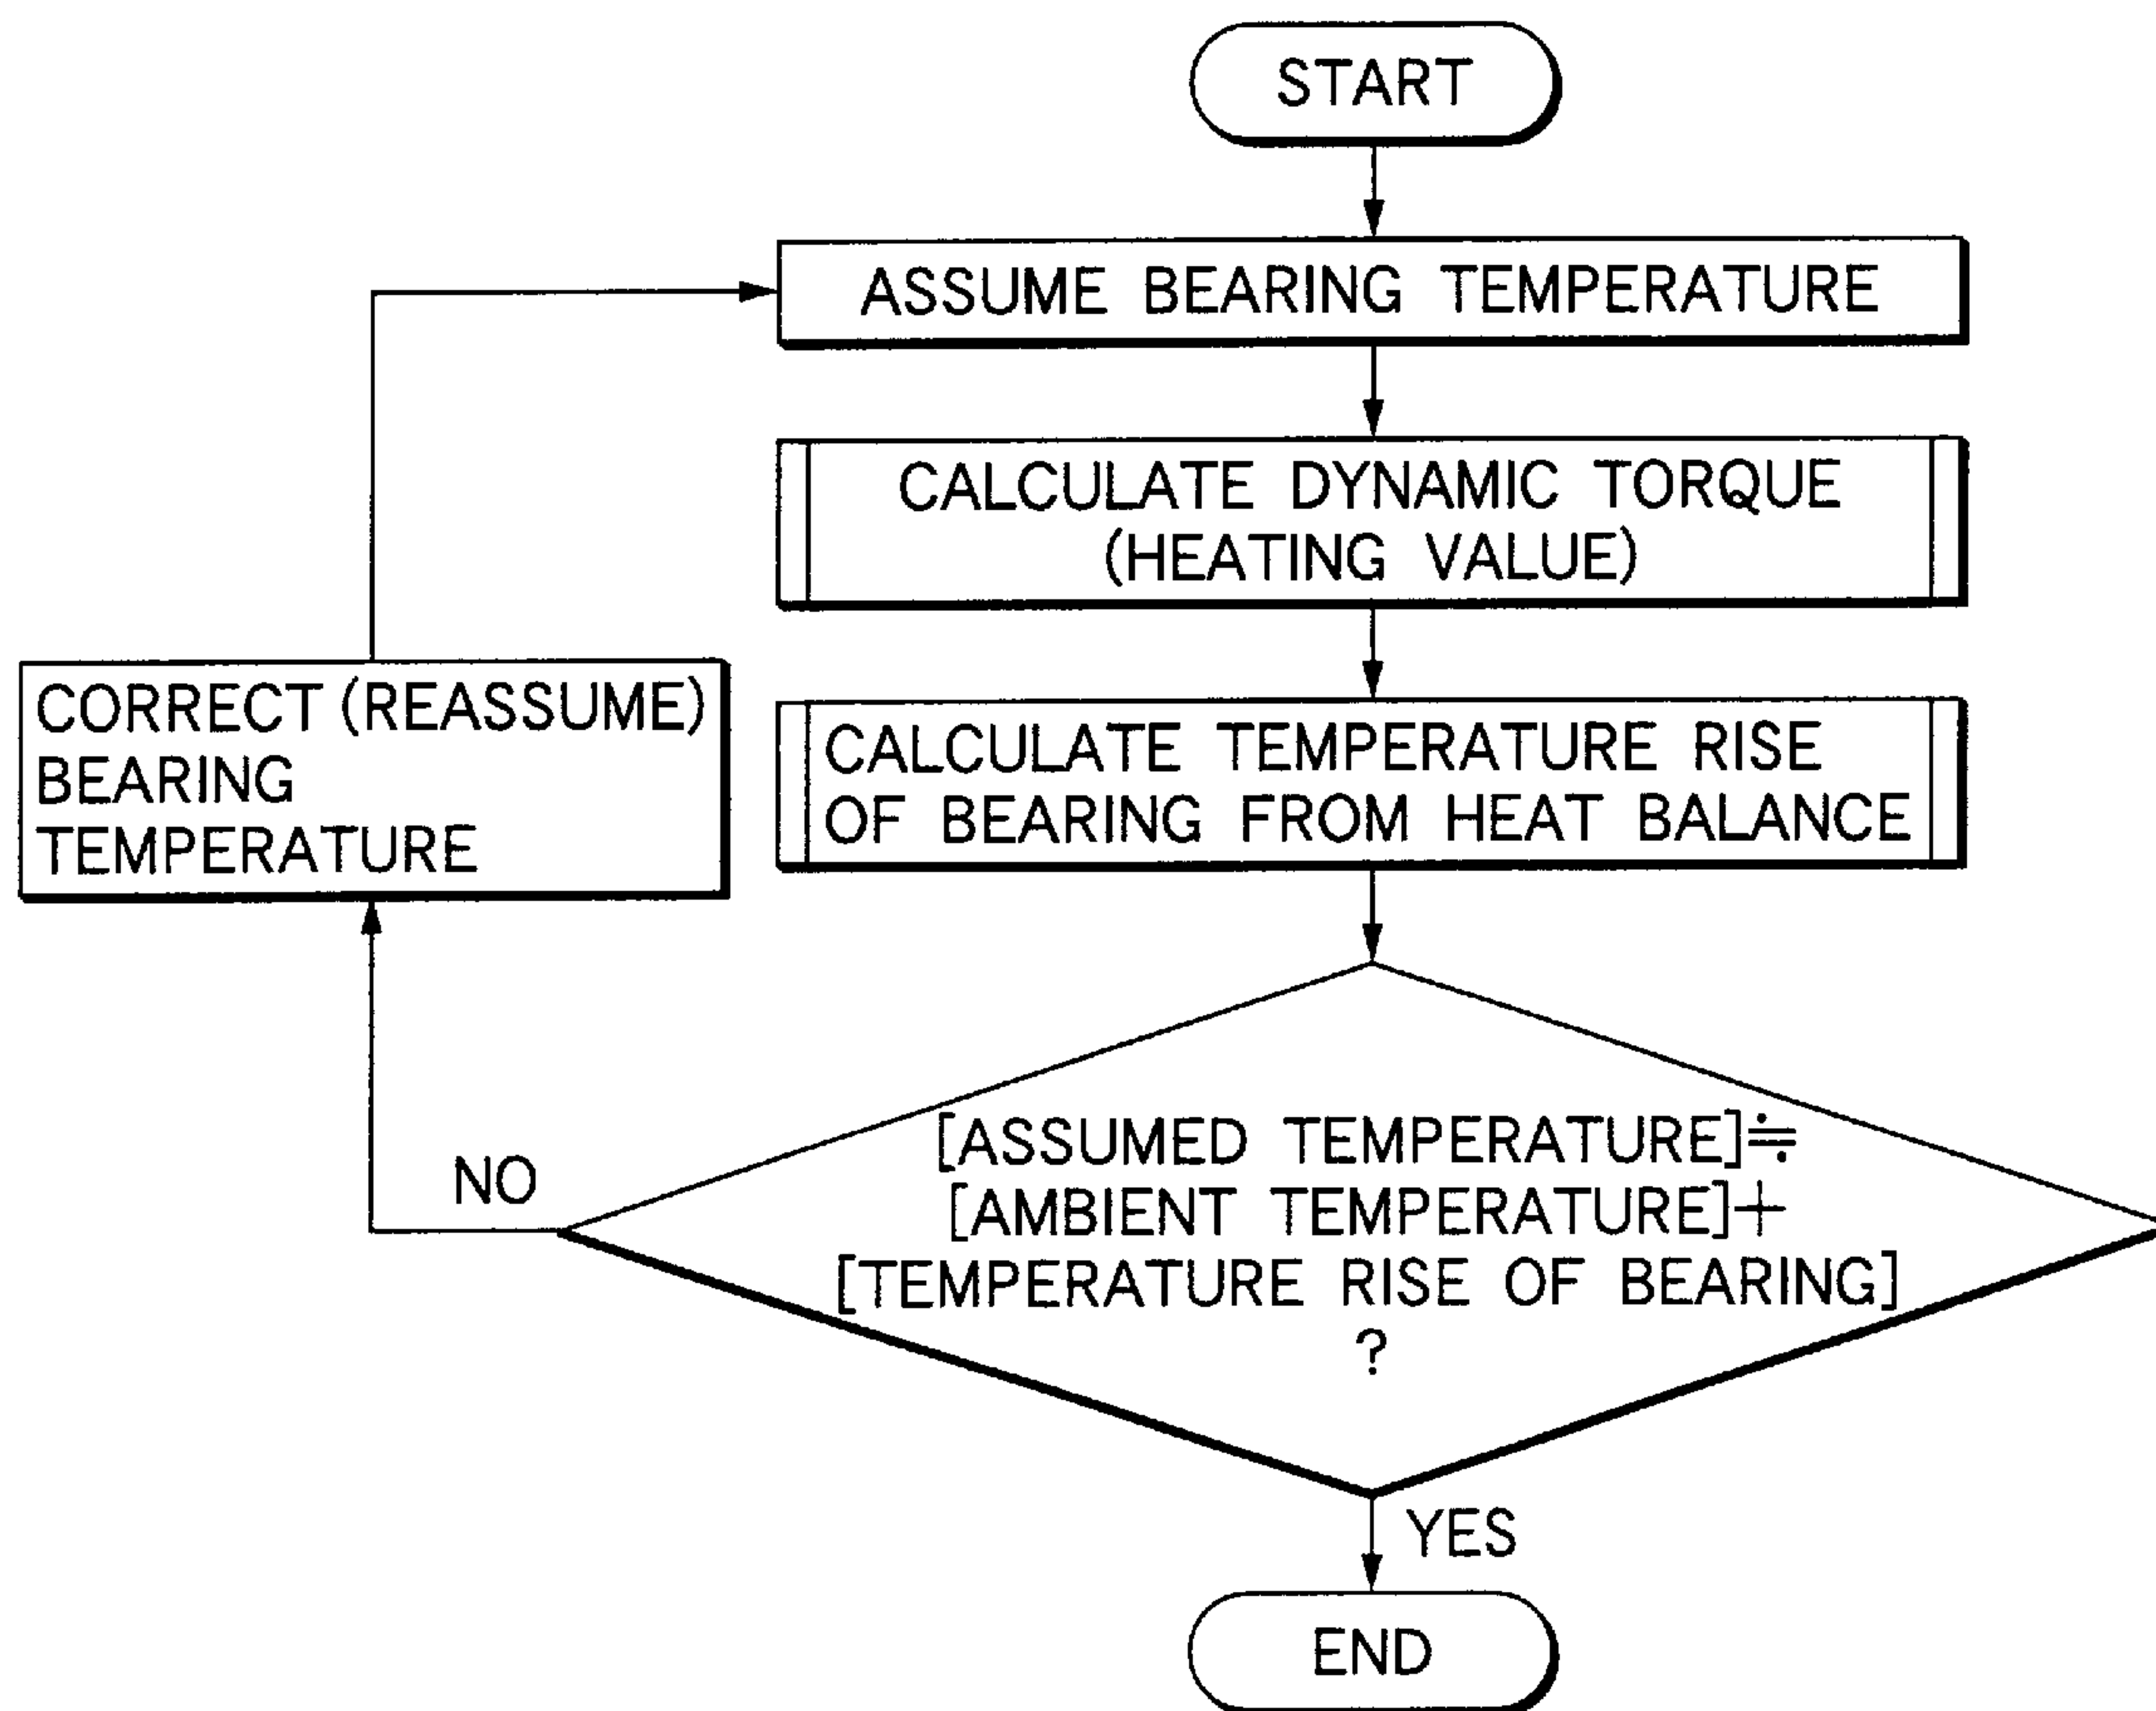 START
ASSUME BEARING TEMPERATURE
CALCULATE DYNAMIC TORQUE
(HEATING VALUE)
CORRECT (REASSUME)
BEARING
TEMPERATURE
CALCULATE TEMPERATURE RISE
OF BEARING FROM HEAT BALANCE
[ASSUMED TEMPERATURE]≒
[AMBIENT TEMPERATURE]+
[TEMPERATURE RISE OF BEARING]
?
NO
YES
END